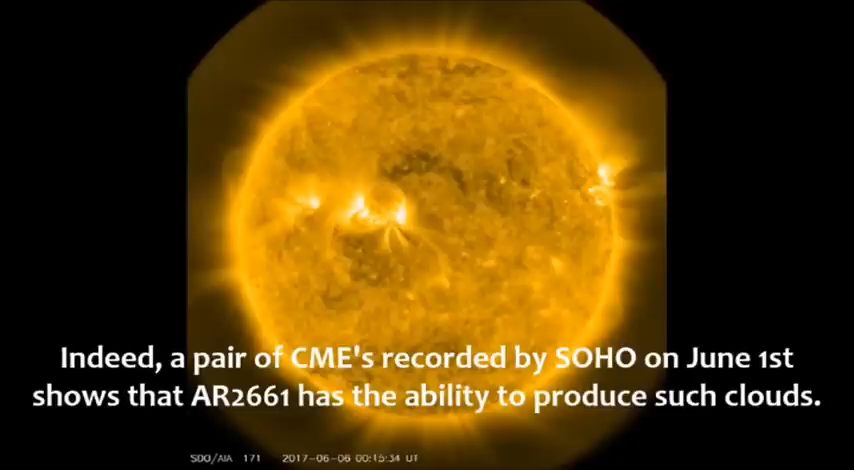 Indeed, a pair of CME's recorded by SOHO on June 1st
shows that AR2661 has the ability to produce such clouds.
SDO/AIA 171 2017-06-06 00:15:34 UT